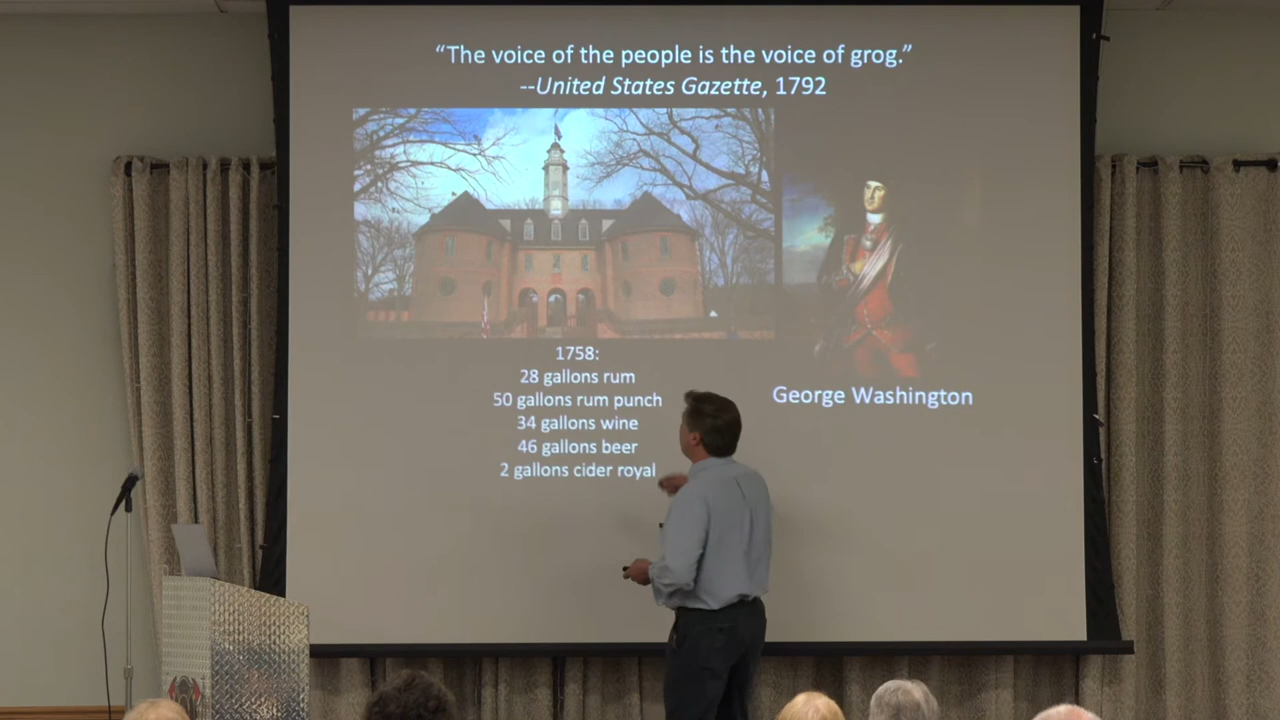 “The voice of the people is the voice of grog.”
--United States Gazette, 1792
1758:
28 gallons rum
50 gallons rum punch
34 gallons wine
46 gallons beer
2 gallons cider royal
George Washington